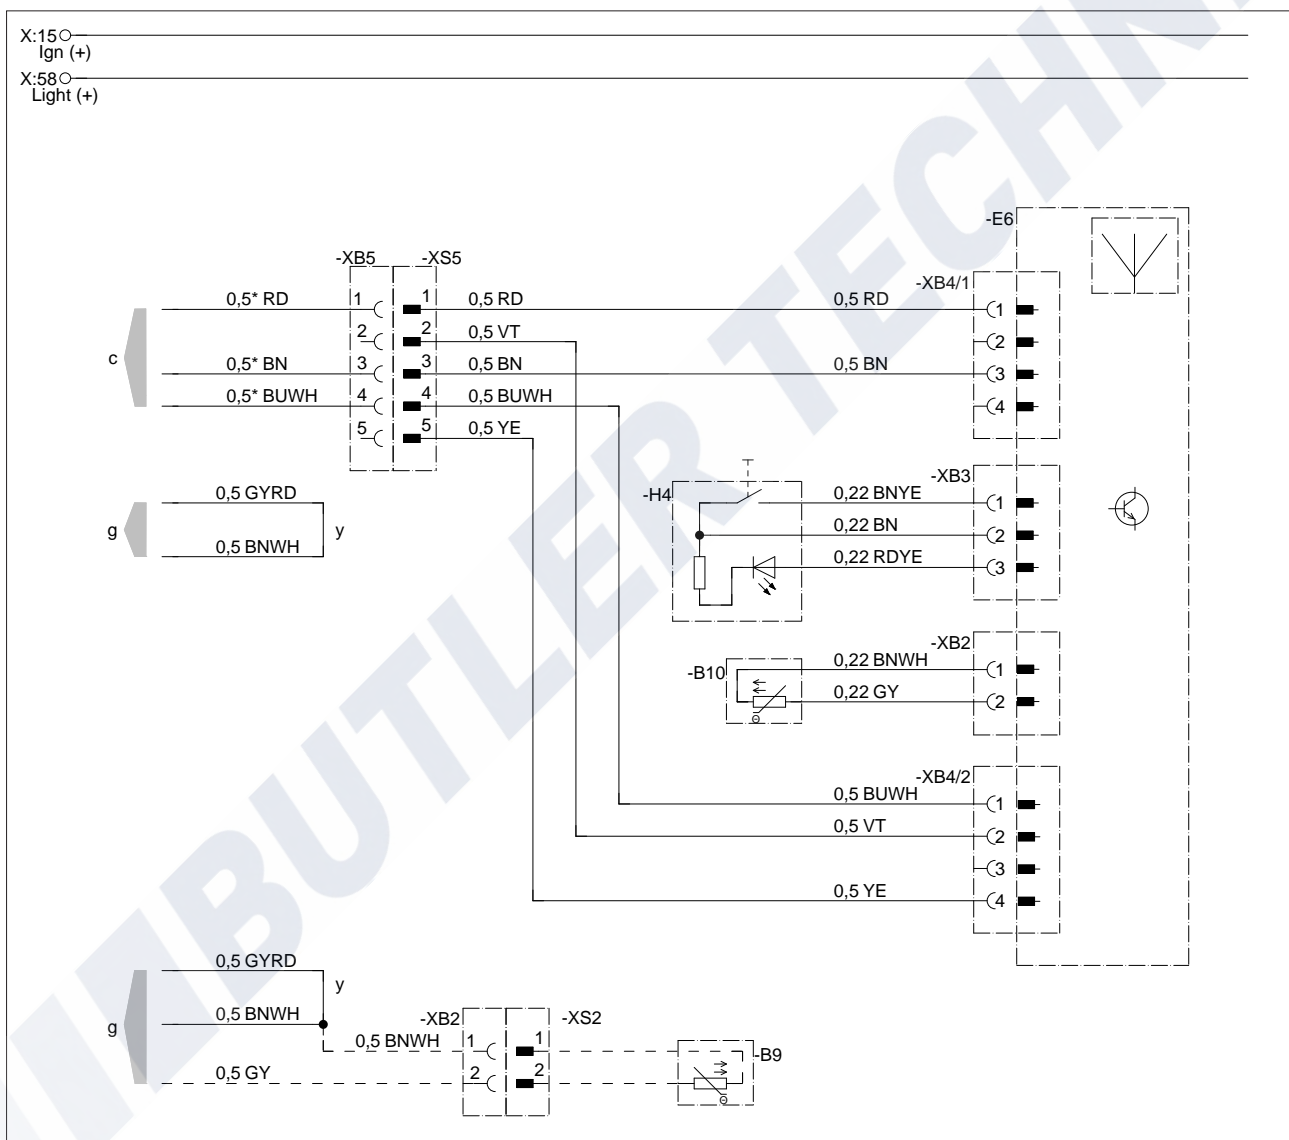 X:15
Ign (+)
X:58
Light (+)
-E6
-XB5 -XS5
-XB4/1
0,5* RD 1 1 0,5 RD 0,5 RD 1
2 2 0,5 VT 2
c
0,5* BN 3 3 0,5 BN 0,5 BN 3
0,5* BUWH 4 4 0,5 BUWH 4
5 5 0,5 YE
-XB3
-H4
0,5 GYRD 0,22 BNYE 1
g y
0,22 BN 2
0,5 BNWH
0,22 RDYE 3
-XB2
0,22 BNWH 1
-B10
0,22 GY 2
Θ
-XB4/2
0,5 BUWH 1
0,5 VT 2
3
0,5 YE 4
0,5 GYRD
y
0,5 BNWH
g
-XB2 -XS2
0,5 BNWH 1 1
-B9
0,5 GY 2 2
Θ
BUTLER TECHNI